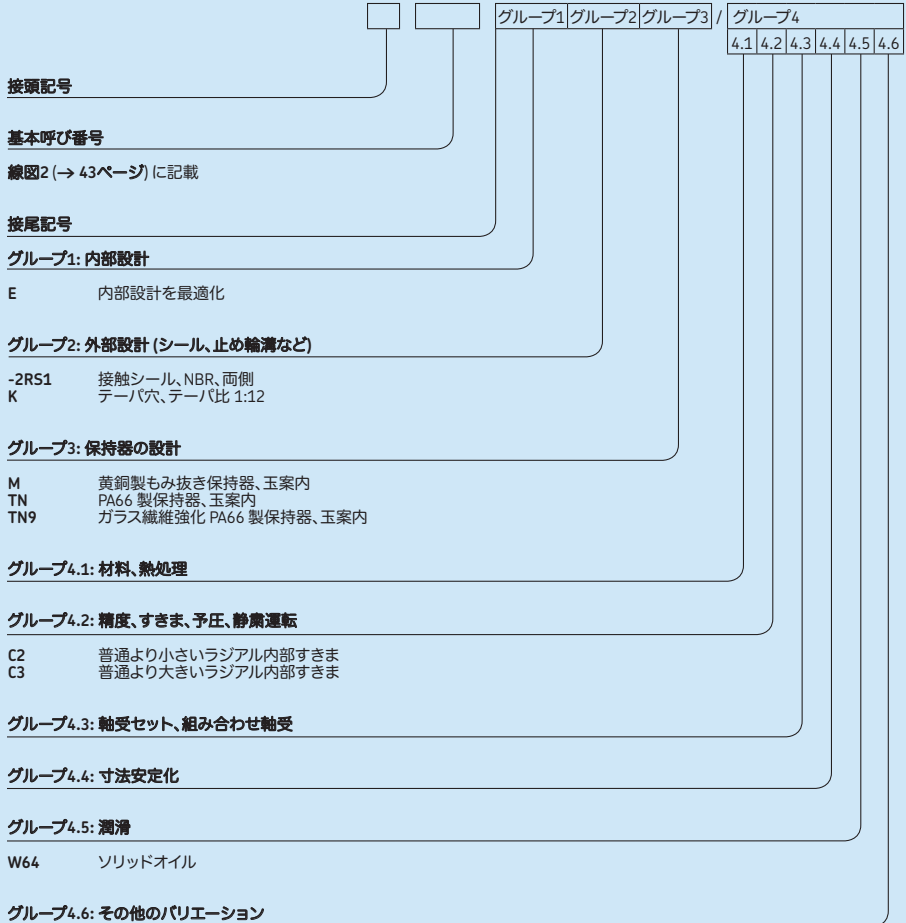 グループ1 グループ2 グループ3 / グループ4
4.1 4.2 4.3 4.4 4.5 4.6
接頭記号
基本呼び番号
線図2 (→ 43ページ) に記載
接尾記号
グループ1: 内部設計
E 内部設計を最適化
グループ2: 外部設計 (シール、止め輪溝など)
-2RS1 接触シール、NBR、両側
K テーパ穴、テーパ比 1:12
グループ3: 保持器の設計
M 黄銅製もみ抜き保持器、玉案内
TN PA66 製保持器、玉案内
TN9 ガラス繊維強化 PA66 製保持器、玉案内
グループ4.1: 材料、熱処理
グループ4.2: 精度、すきま、予圧、静粛運転
C2 普通より小さいラジアル内部すきま
C3 普通より大きいラジアル内部すきま
グループ4.3: 軸受セット、組み合わせ軸受
グループ4.4: 寸法安定化
グループ4.5: 潤滑
W64 ソリッドオイル
グループ4.6: その他のバリエーション